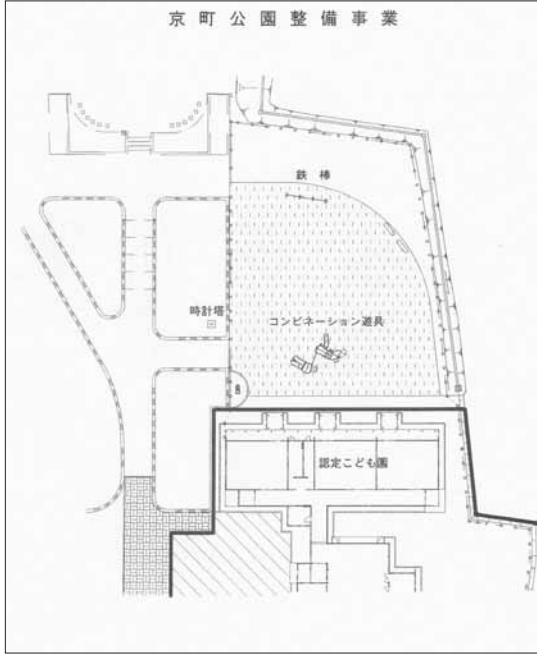 京町公園整備事業
鉄棒
時計塔
コンビネーション遊具
認定こども園